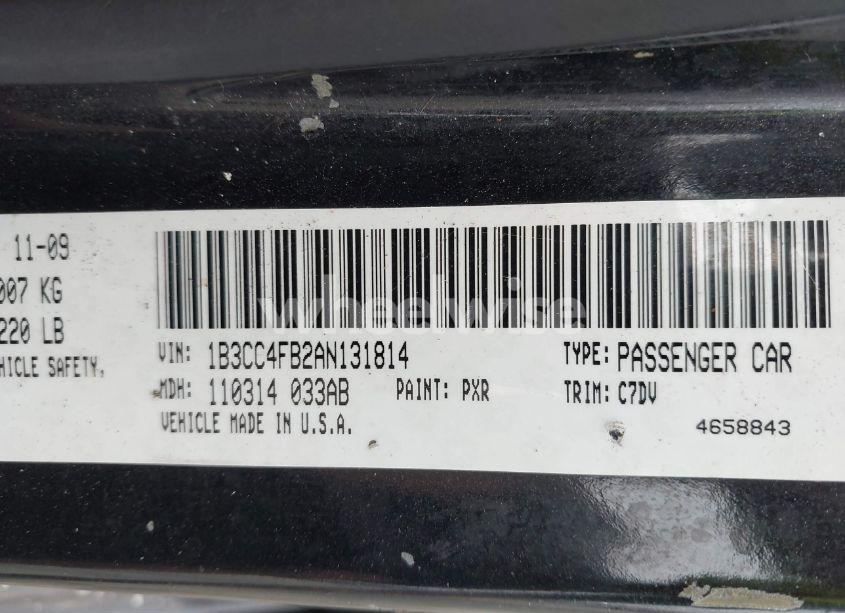 11-09
007 KG
220 LB
HICLE SAFETY,
wheelwise
VIN: 1B3CC4FB2AN131814 TYPE: PASSENGER CAR
MDH: 110314 033AB PAINT: PXR TRIM: C7DV
VEHICLE MADE IN U.S.A. 4658843